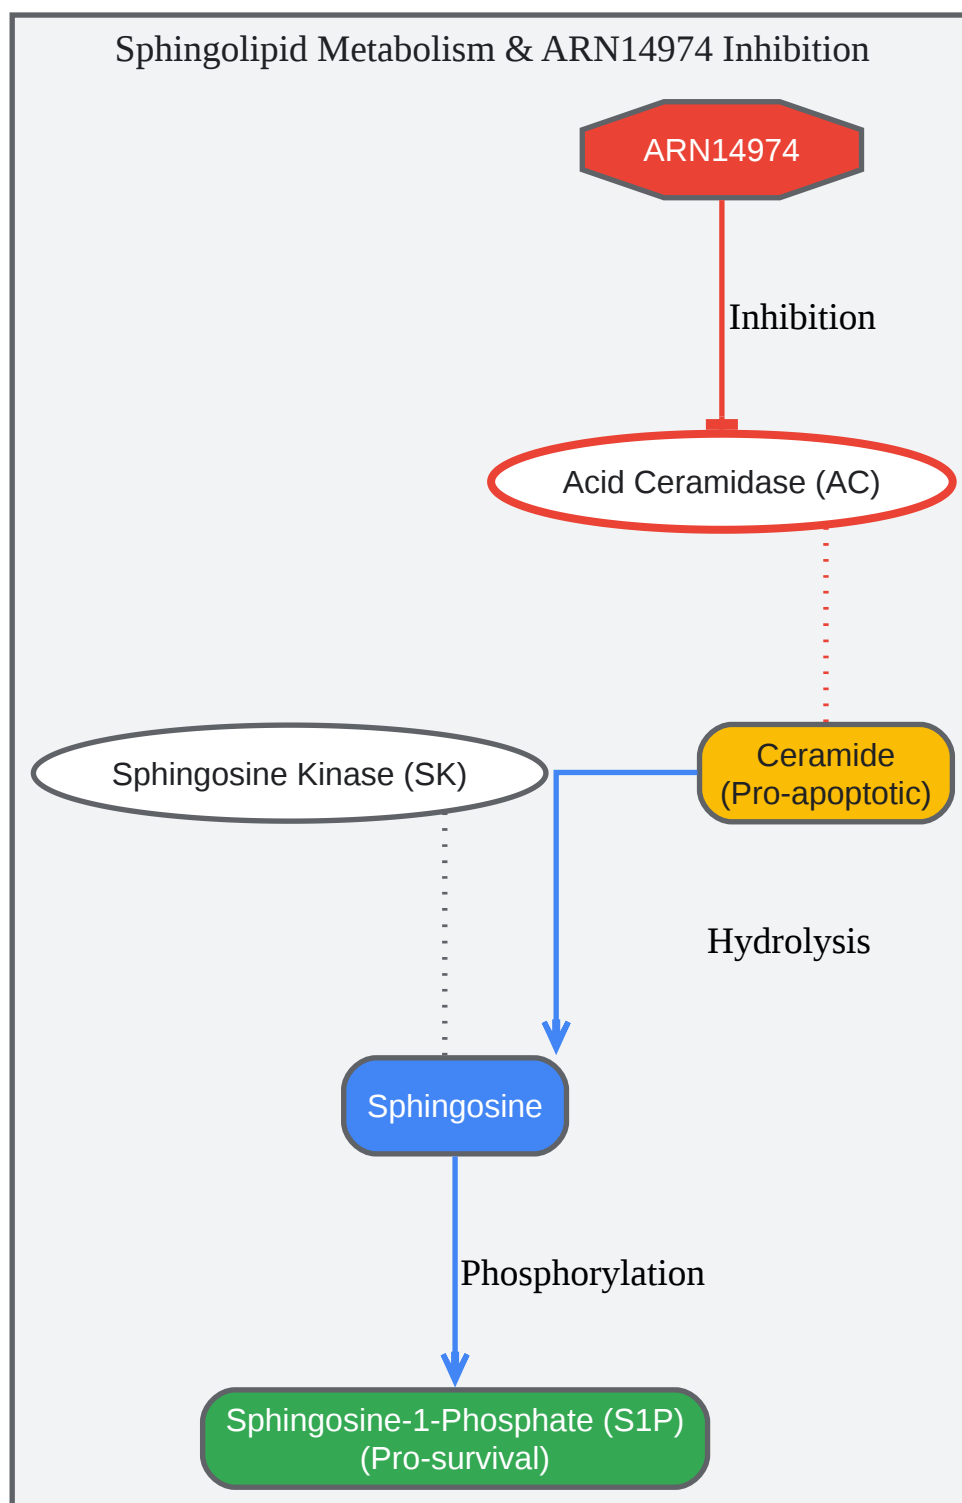 Sphingolipid Metabolism & ARN14974 Inhibition
ARN14974
Inhibition
Acid Ceramidase (AC)
Sphingosine Kinase (SK)
Ceramide
(Pro-apoptotic)
Hydrolysis
Sphingosine
Phosphorylation
Sphingosine-1-Phosphate (S1P)
(Pro-survival)